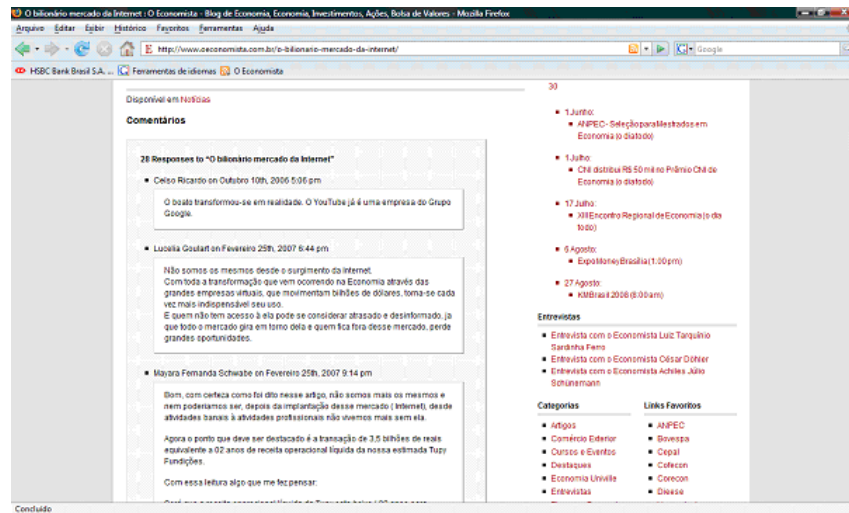 O bilionário mercado da Internet : O Economista - Blog de Economia, Economia, Investimentos, Ações, Bolsa de Valores - Mozilla Firefox
Arquivo Editar Exibir Histórico Favoritos Ferramentas Ajuda
http://www.oeconomista.com.br/o-bilionario-mercado-da-internet/
Google
HSBC Bank Brasil S.A. ... Ferramentas de idiomas O Economista
Disponível em Notícias
Comentários
28 Responses to “O bilionário mercado da Internet”
Celso Ricardo on Outubro 10th, 2006 5:06 pm
O boato transformou-se em realidade. O YouTube já é uma empresa do Grupo
Google.
Lucelia Goulart on Fevereiro 25th, 2007 6:44 pm
Não somos os mesmos desde o surgimento da Internet.
Com toda a transformação que vem ocorrendo na Economia através das
grandes empresas virtuais, que movimentam bilhões de dólares, torna-se cada
vez mais indispensável seu uso.
E quem não tem acesso à ela pode se considerar atrasado e desinformado, ja
que todo o mercado gira em torno dela e quem fica fora desse mercado, perde
grandes oportunidades.
Mayara Fernanda Schwabe on Fevereiro 25th, 2007 9:14 pm
Bom, com certeza como foi dito nesse artigo, não somos mais os mesmos e
nem poderiamos ser, depois da implantação desse mercado ( Internet), desde
atividades banais à atividades profissionais não vivemos mais sem ela.
Agora o ponto que deve ser destacado é a transação de 3,5 bilhões de reais
equivalente a 02 anos de receita operacional líquida da nossa estimada Tupy
Fundições.
Com essa leitura algo que me fez pensar:
30
1 Junho:
ANPEC - Seleção para Mestrados em
Economia (o dia todo)
1 Julho:
Chil distribui R$ 50 mil no Prêmio Chil de
Economia (o dia todo)
17 Julho:
XIII Encontro Regional de Economia (o dia
todo)
6 Agosto:
ExpoMoney Brasília (1:00 pm)
27 Agosto:
KMBrasil 2008 (8:00 am)
Entrevistas
Entrevista com o Economista Luiz Tarquínio
Sardinha Ferro
Entrevista com o Economista César Döhler
Entrevista com o Economista Achiles Júlio
Schünemann
Categorias
Artigos
Comércio Exterior
Cursos e Eventos
Destaques
Economia Univille
Entrevistas
Links Favoritos
ANPEC
Bovespa
Cepal
Cofecon
Corecon
Dieese
Concluído